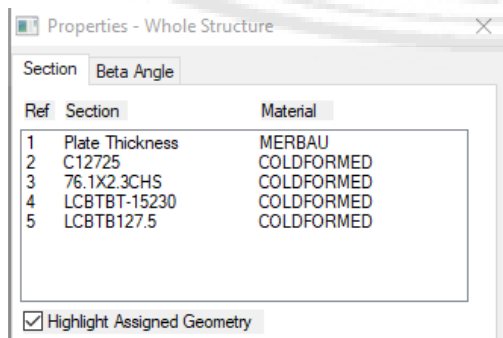 Properties - Whole Structure
Section Beta Angle
Ref Section Material
1 Plate Thickness MERBAU
2 C12725 COLDFORMED
3 76.1X2.3CHS COLDFORMED
4 LCBTBT-15230 COLDFORMED
5 LCBTB127.5 COLDFORMED
Highlight Assigned Geometry